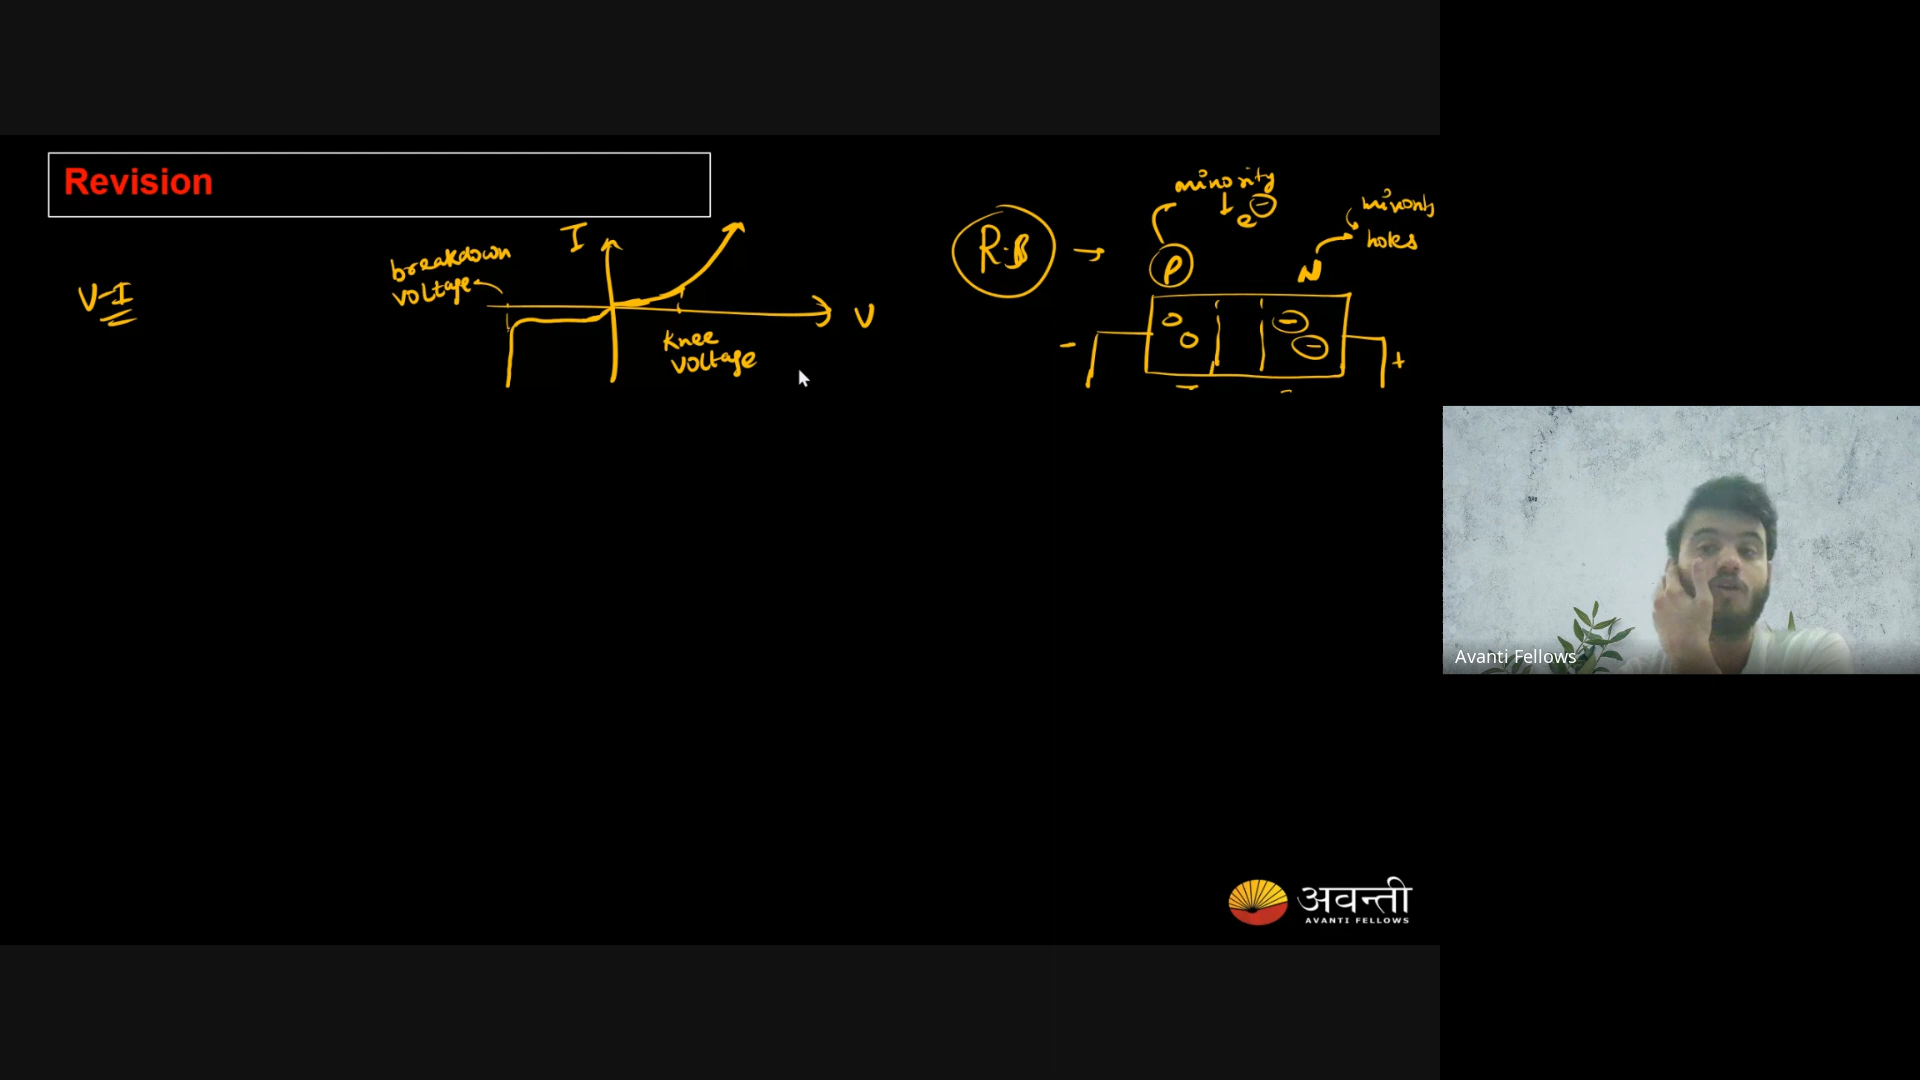 Revision
V-I
breakdown
voltage
I
V
Knee
voltage
R.B
minority
e
minority
holes
P
N
-
+
Avanti Fellows
अवन्ती
AVANTI FELLOWS